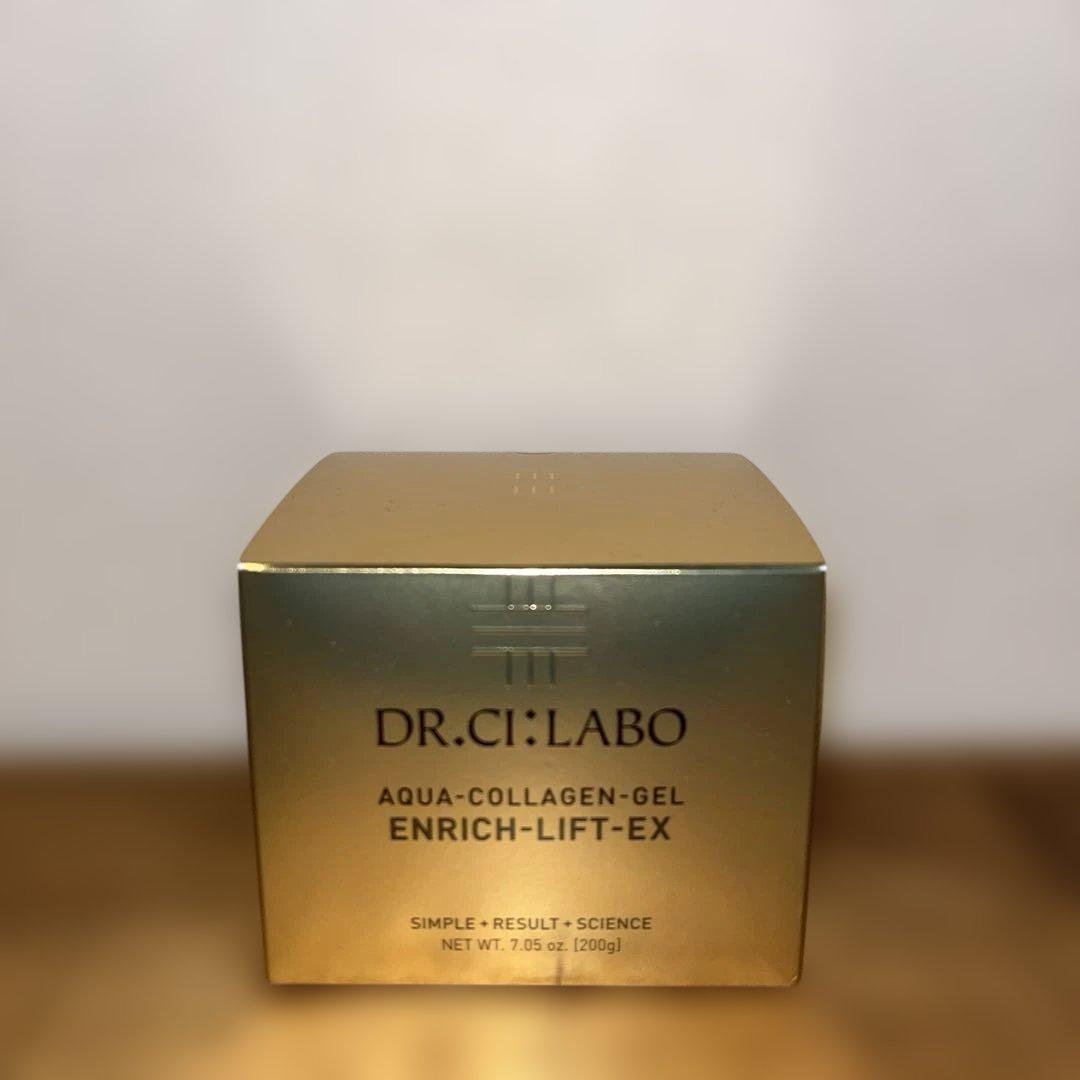 DR.CI:LABO
AQUA-COLLAGEN-GEL
ENRICH-LIFT-EX
SIMPLE+RESULT+SCIENCE
NET WT. 7.05 oz. [200g]